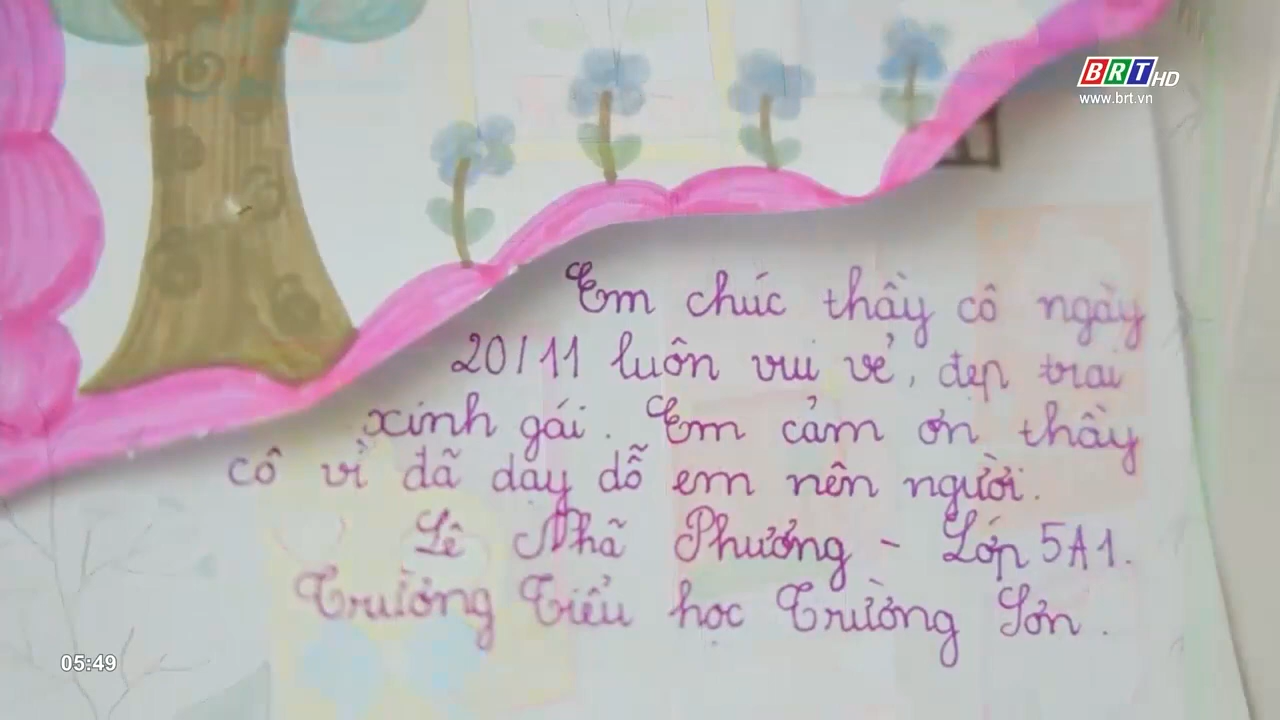 BRT HD
www.brt.vn
Em chúc thầy cô ngày
20/11 luôn vui vẻ, đẹp trai
xinh gái. Em cảm ơn thầy
cô vì đã dạy dỗ em nên người.
Lê Nhã Phương - Lớp 5A1.
Trường Tiểu học Trường Sơn.
05:49